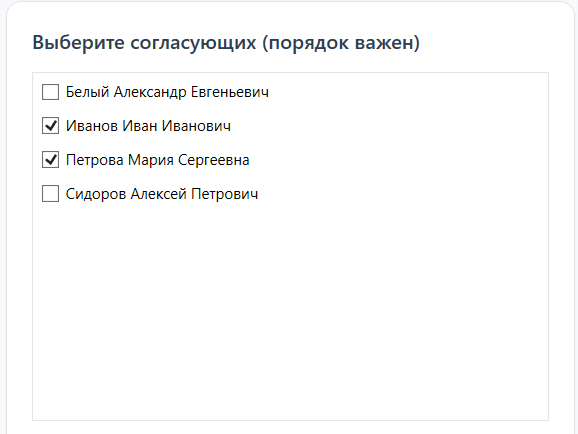 Выберите согласующих (порядок важен)
Белый Александр Евгеньевич
Иванов Иван Иванович
Петрова Мария Сергеевна
Сидоров Алексей Петрович